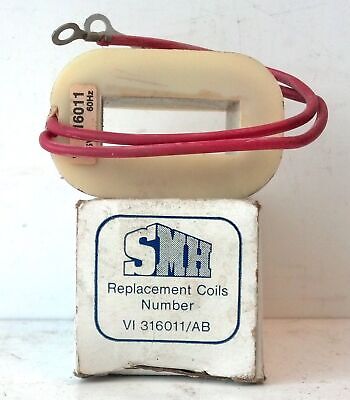 16011
60Hz
SMH
Replacement Coils
Number
VI 316011/AB